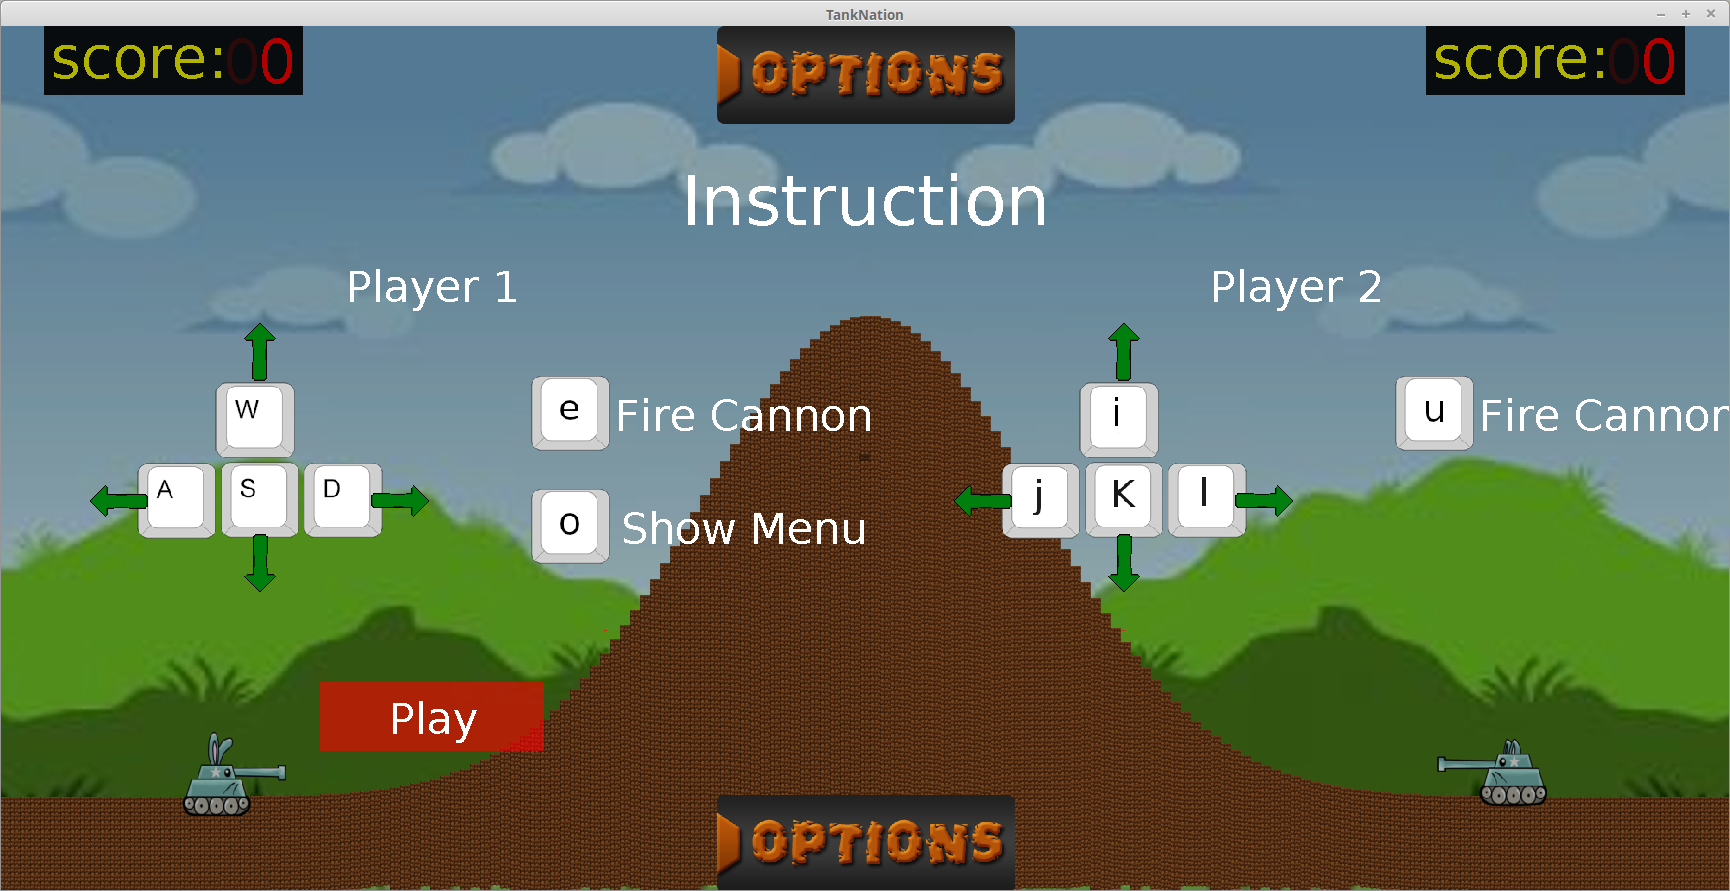 TankNation
score:00
OPTIONS
score:00
Instruction
Player 1
Player 2
W
A
S
D
e
Fire Cannon
o
Show Menu
i
j
K
l
u
Fire Cannon
Play
OPTIONS